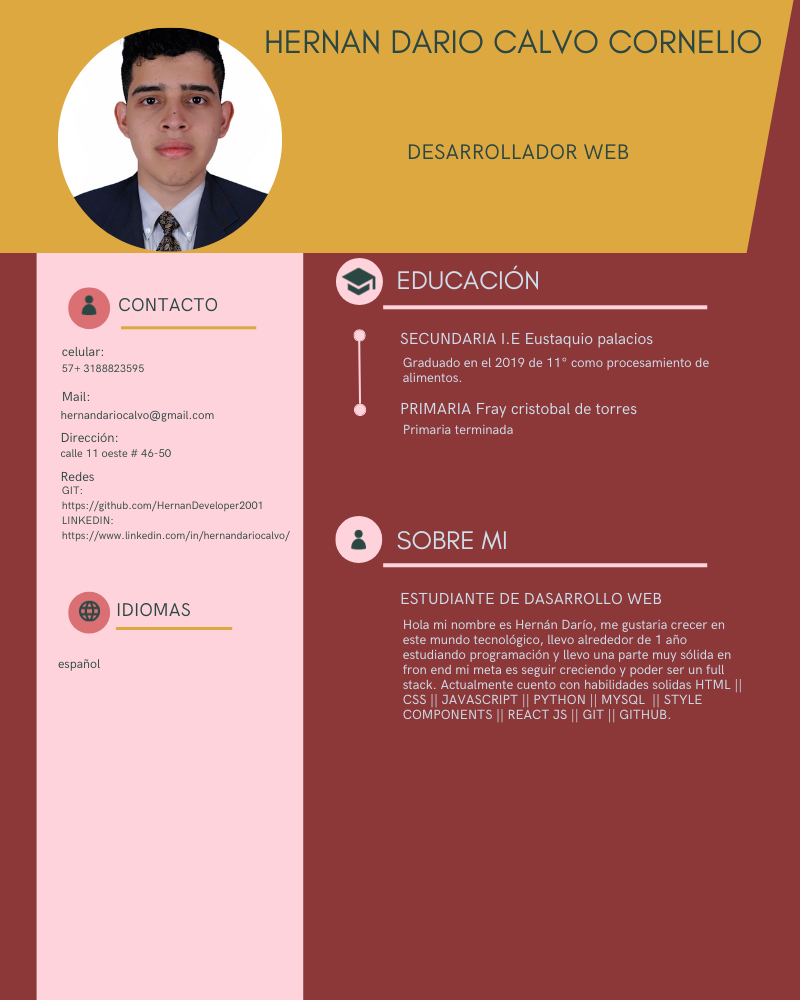 HERNAN DARIO CALVO CORNELIO
DESARROLLADOR WEB
CONTACTO
celular:
57+ 3188823595
Mail:
hernandariocalvo@gmail.com
Dirección:
calle 11 oeste # 46-50
Redes
GIT:
https://github.com/HernanDeveloper2001
LINKEDIN:
https://www.linkedin.com/in/hernandariocalvo/
IDIOMAS
español
EDUCACIÓN
SECUNDARIA I.E Eustaquio palacios
Graduado en el 2019 de 11° como procesamiento de
alimentos.
PRIMARIA Fray cristobal de torres
Primaria terminada
SOBRE MI
ESTUDIANTE DE DASARROLLO WEB
Hola mi nombre es Hernán Darío, me gustaria crecer en
este mundo tecnológico, llevo alrededor de 1 año
estudiando programación y llevo una parte muy sólida en
fron end mi meta es seguir creciendo y poder ser un full
stack. Actualmente cuento con habilidades solidas HTML ||
CSS || JAVASCRIPT || PYTHON || MYSQL || STYLE
COMPONENTS || REACT JS || GIT || GITHUB.